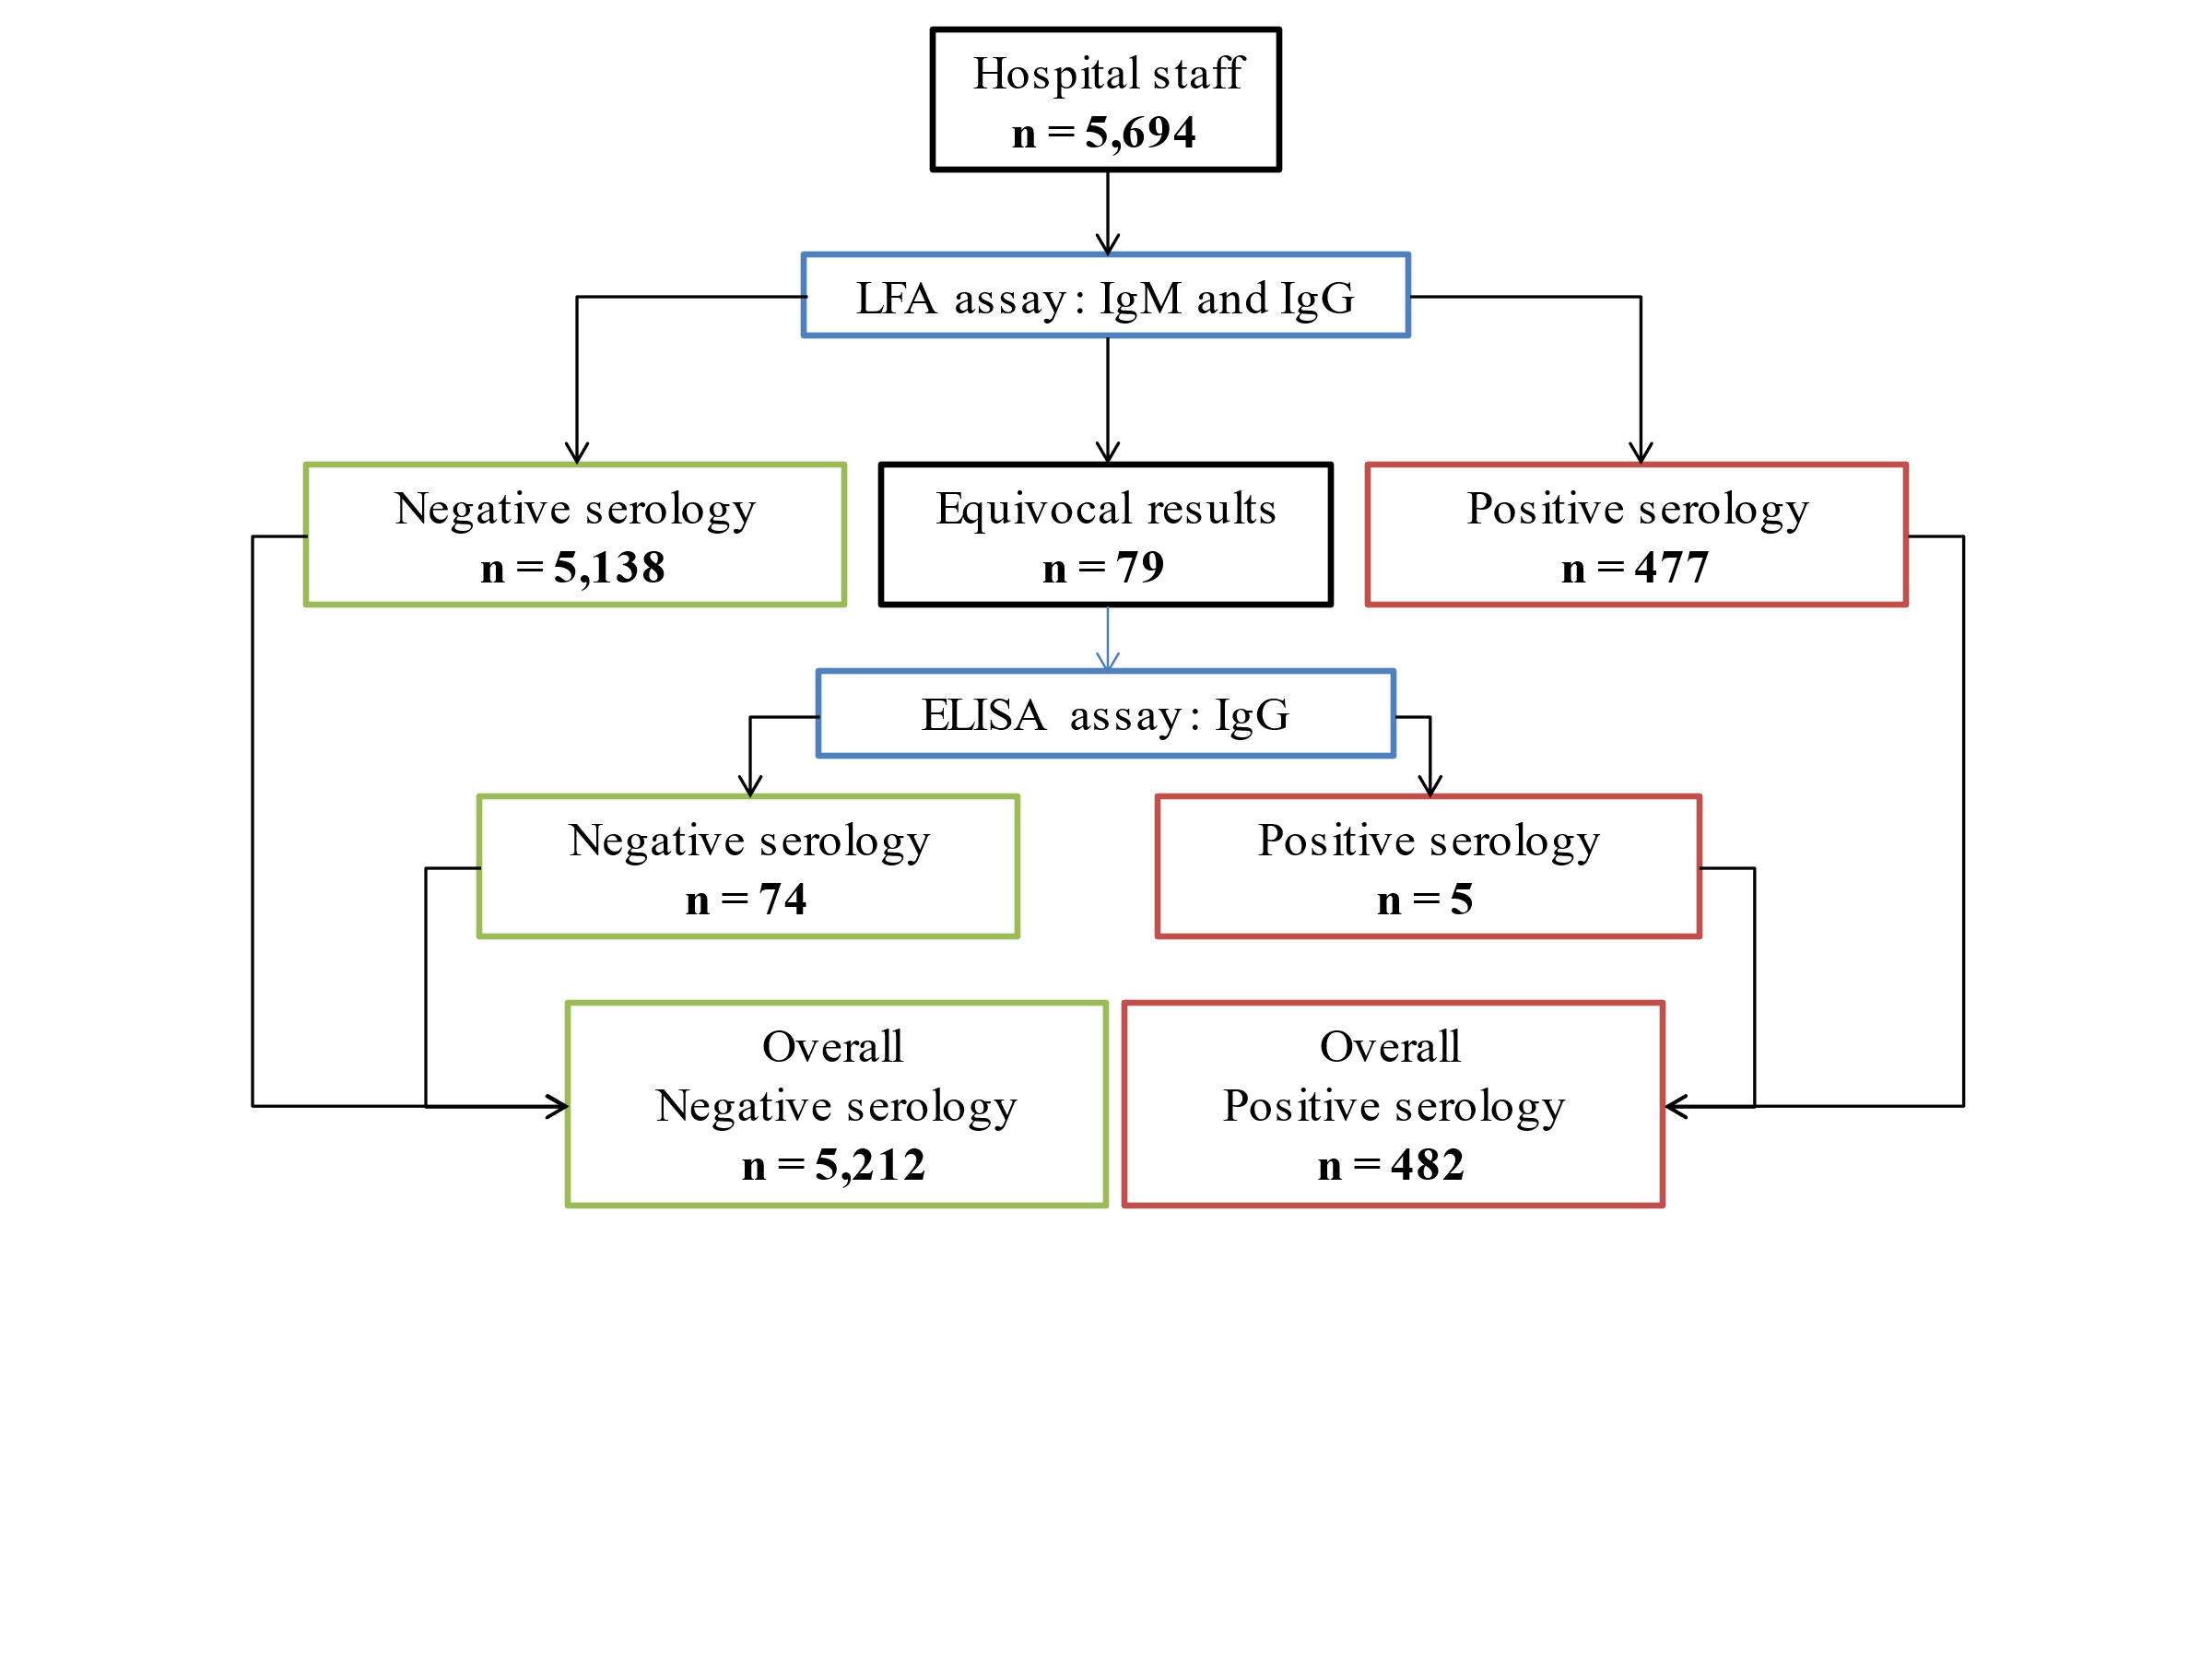 Hospital staff
n = 5,694
LFA assay: IgM and IgG
Negative serology
n = 5,138
Equivocal results
n = 79
Positive serology
n = 477
ELISA assay: IgG
Negative serology
n = 74
Positive serology
n = 5
Overall
Negative serology
n = 5,212
Overall
Positive serology
n = 482